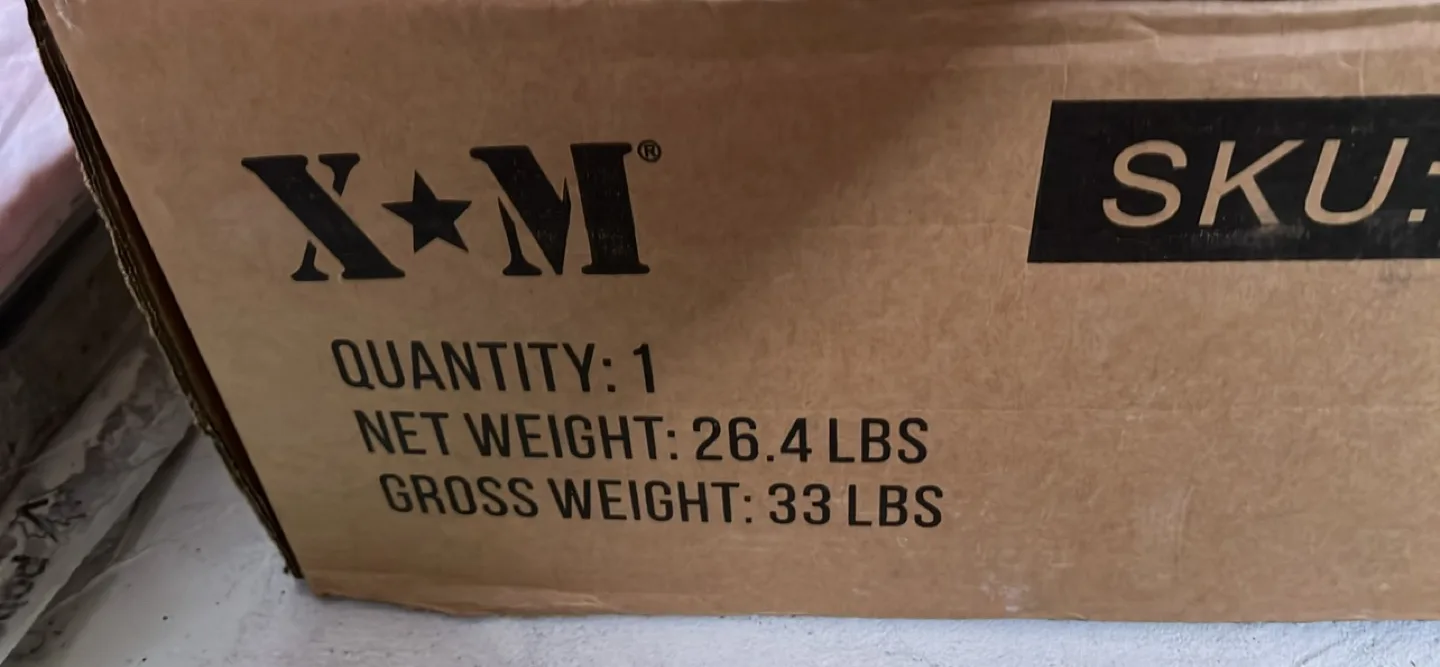 X★M®
SKU:
QUANTITY: 1
NET WEIGHT: 26.4 LBS
GROSS WEIGHT: 33 LBS